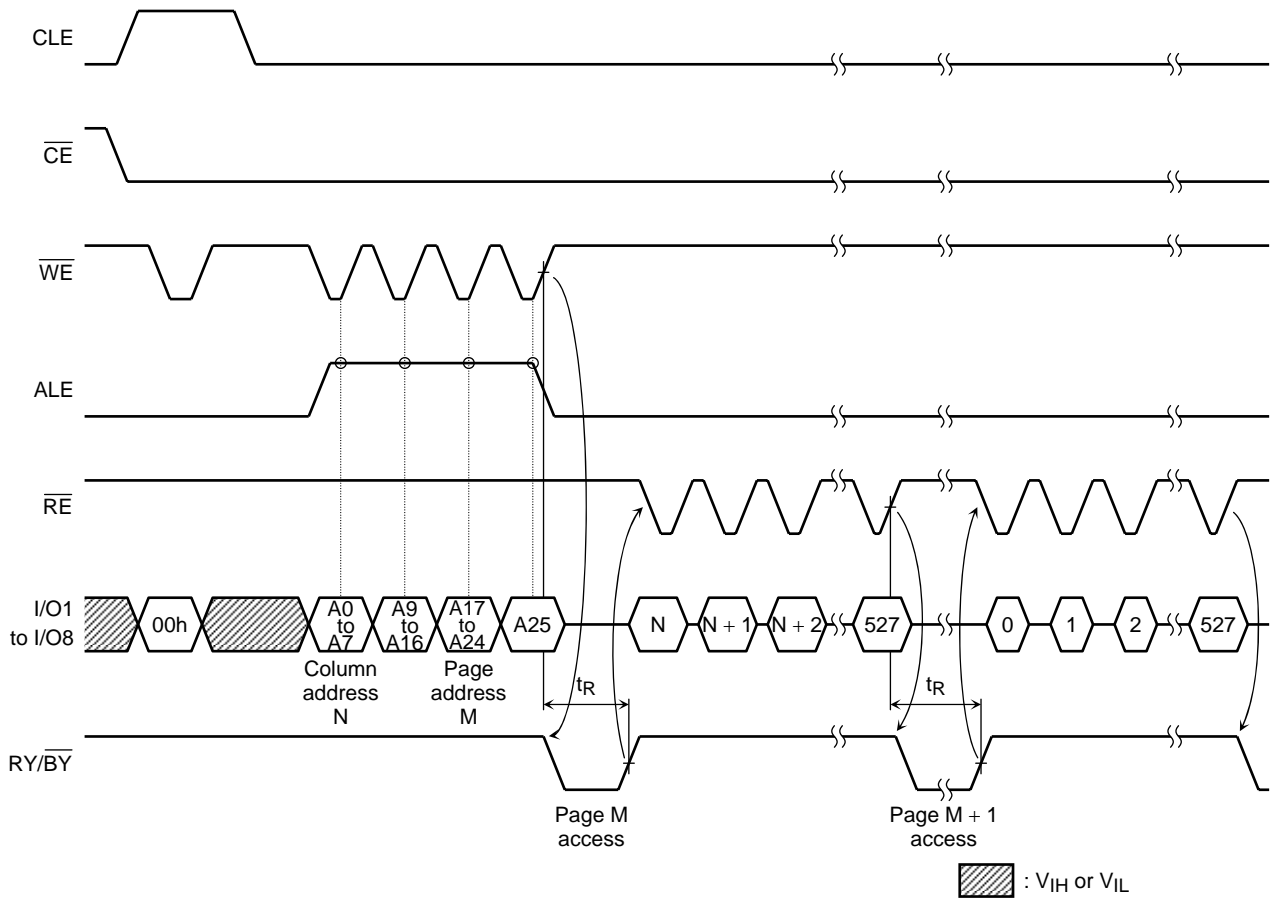 CLE
CE
WE
ALE
RE
I/O1
to I/O8
00h
A0
to
A7
A9
to
A16
A17
to
A24
A25
N
N + 1
N + 2
527
0
1
2
527
Column
address
N
Page
address
M
tR
tR
RY/BY
Page M
access
Page M + 1
access
: VIH or VIL